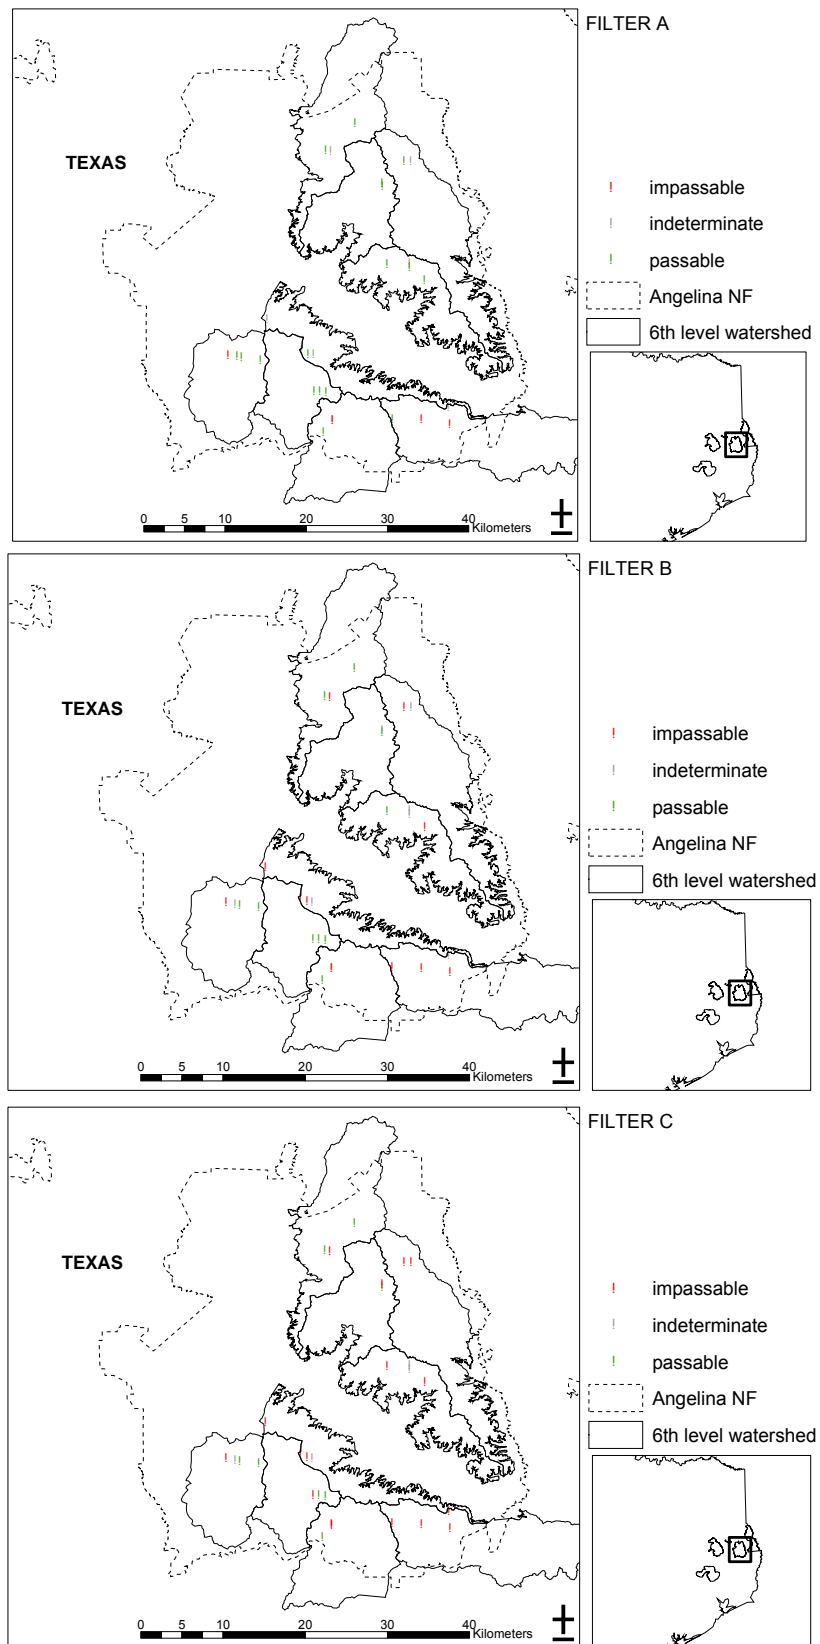 FILTER A
TEXAS
! impassable
! indeterminate
! passable
Angelina NF
6th level watershed
0 5 10 20 30 40
Kilometers
FILTER B
TEXAS
! impassable
! indeterminate
! passable
Angelina NF
6th level watershed
0 5 10 20 30 40
Kilometers
FILTER C
TEXAS
! impassable
! indeterminate
! passable
Angelina NF
6th level watershed
0 5 10 20 30 40
Kilometers